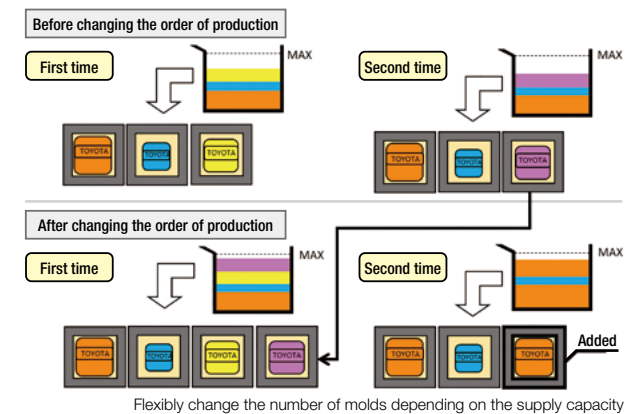 Before changing the order of production
First time
MAX
Second time
MAX
TOYOTA
TOYOTA
TOYOTA
TOYOTA
TOYOTA
TOYOTA
After changing the order of production
First time
MAX
Second time
MAX
Added
TOYOTA
TOYOTA
TOYOTA
TOYOTA
TOYOTA
TOYOTA
TOYOTA
Flexibly change the number of molds depending on the supply capacity